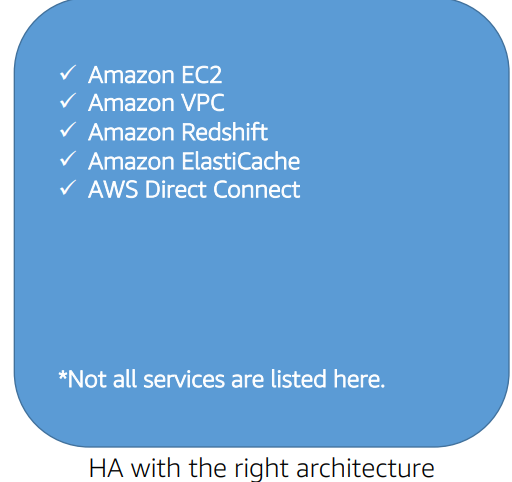 ✓ Amazon EC2
✓ Amazon VPC
✓ Amazon Redshift
✓ Amazon ElastiCache
✓ AWS Direct Connect
*Not all services are listed here.
HA with the right architecture